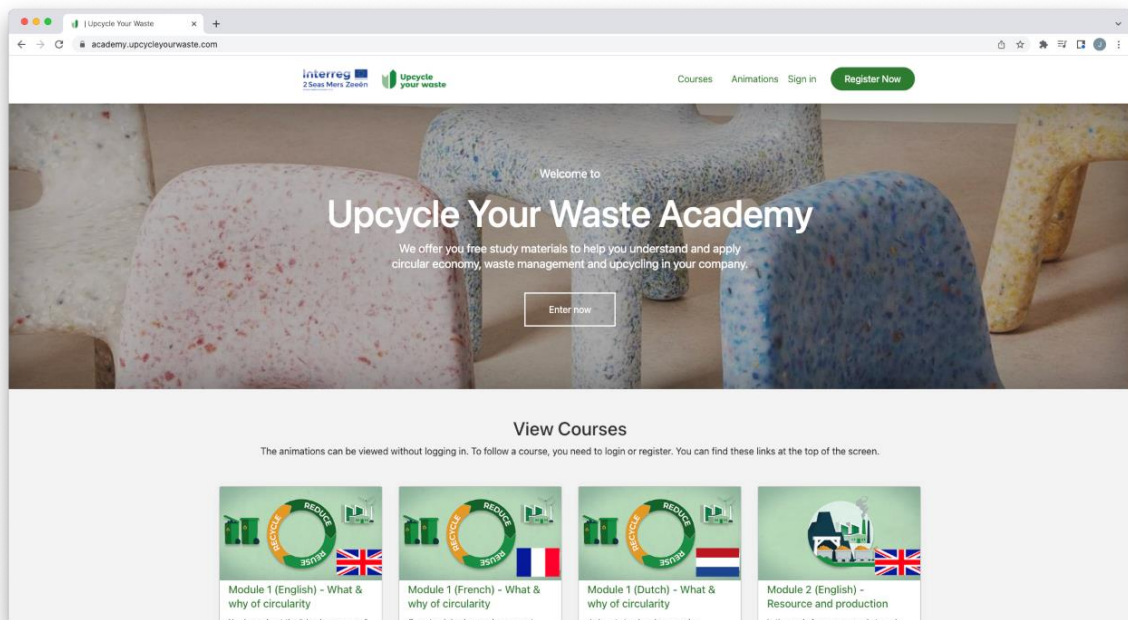 | Upcycle Your Waste
academy.upcycleyourwaste.com
Interreg
2 Seas Mers Zeeën
Upcycle
your waste
Courses Animations Sign in Register Now
Welcome to
Upcycle Your Waste Academy
We offer you free study materials to help you understand and apply
circular economy, waste management and upcycling in your company.
Enter now
View Courses
The animations can be viewed without logging in. To follow a course, you need to login or register. You can find these links at the top of the screen.
RECYCLE REDUCE REUSE
RECYCLE REDUCE REUSE
RECYCLE REDUCE REUSE
Module 1 (English) - What &
why of circularity
Module 1 (French) - What &
why of circularity
Module 1 (Dutch) - What &
why of circularity
Module 2 (English) -
Resource and production